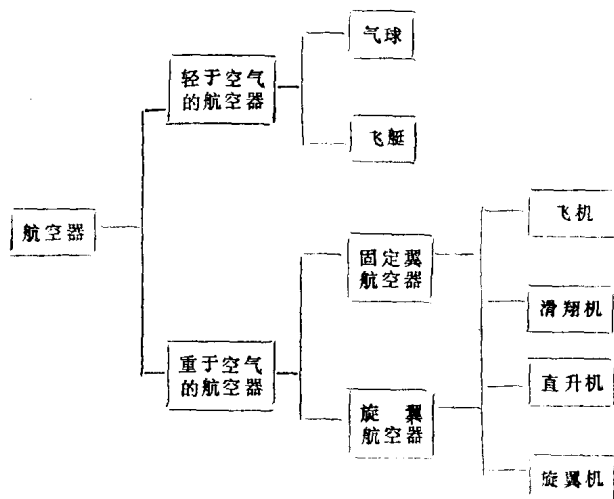 航空器
轻于空气
的航空器
气球
飞艇
重于空气
的航空器
固定翼
航空器
旋翼
航空器
飞机
滑翔机
直升机
旋翼机